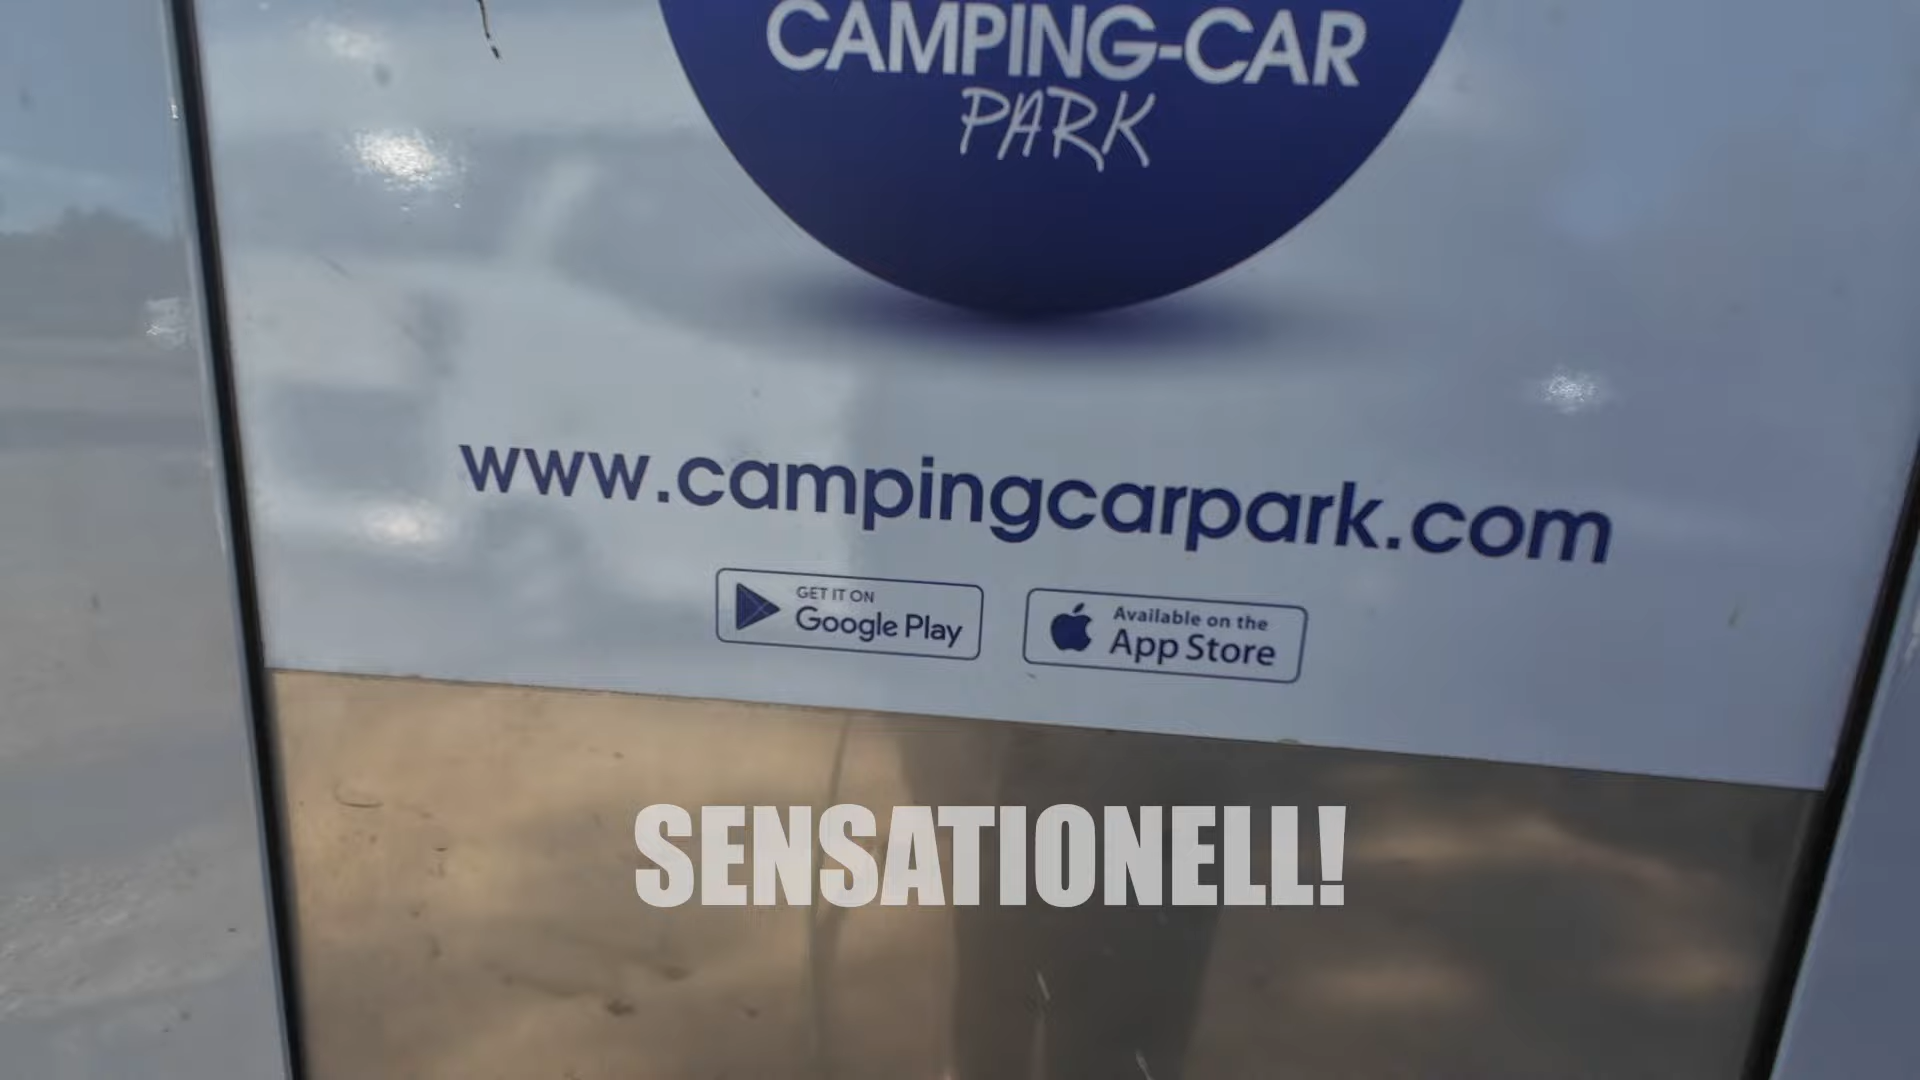 CAMPING-CAR
PARK
www.campingcarpark.com
GET IT ON
Google Play
Available on the
App Store
SENSATIONELL!